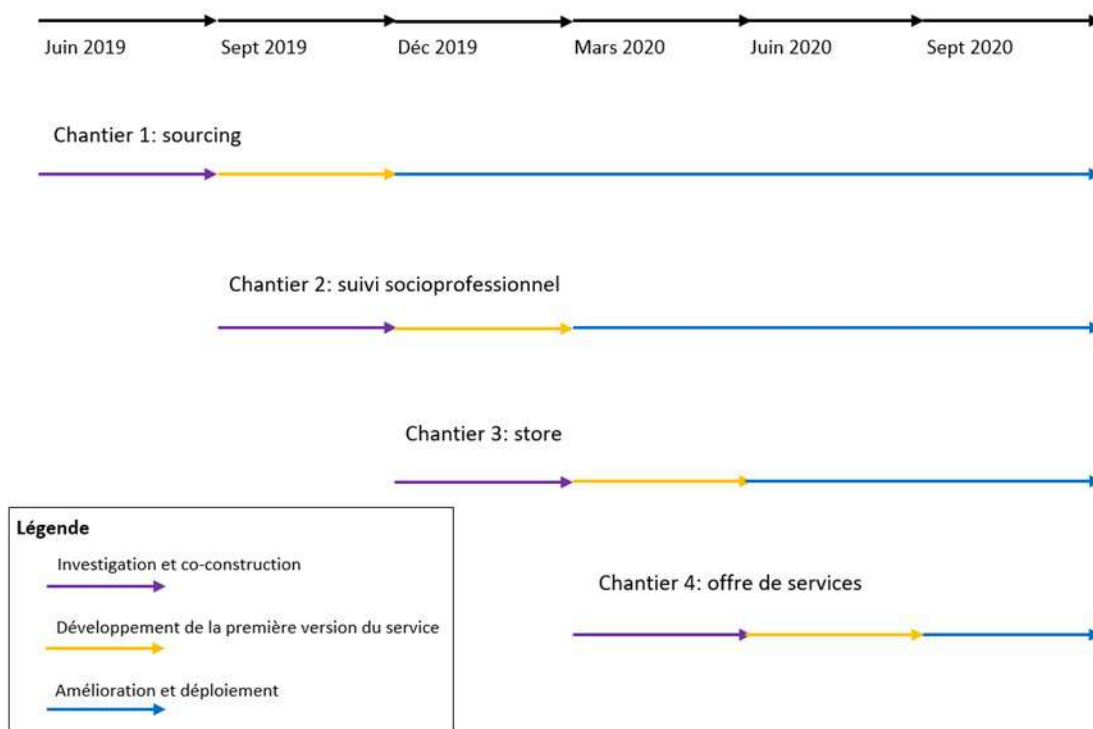 Juin 2019
Sept 2019
Déc 2019
Mars 2020
Juin 2020
Sept 2020
Chantier 1: sourcing
Chantier 2: suivi socioprofessionnel
Chantier 3: store
Chantier 4: offre de services
Légende
Investigation et co-construction
Développement de la première version du service
Amélioration et déploiement